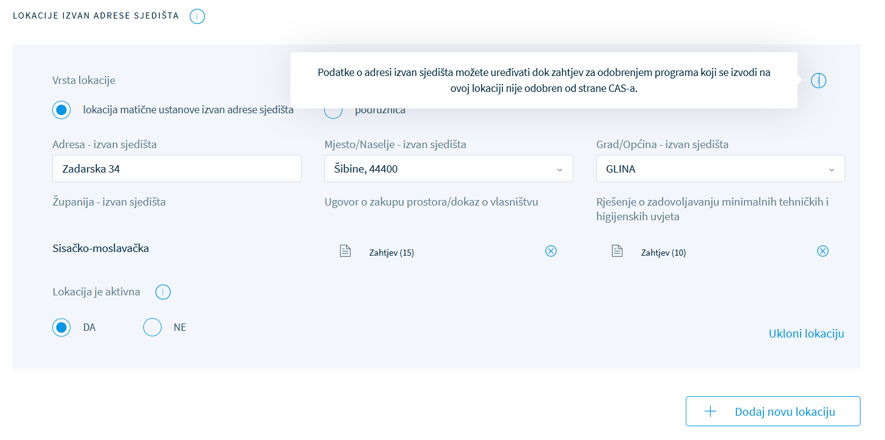 LOKACIJE IZVAN ADRESE SJEDIŠTA
Podatke o adresi izvan sjedišta možete uređivati dok zahtjev za odobrenjem programa koji se izvodi na
ovoj lokaciji nije odobren od strane CAS-a.
Vrsta lokacije
lokacija matične ustanove izvan adrese sjedišta
podružnica
Adresa - izvan sjedišta
Mjesto/Naselje - izvan sjedišta
Grad/Općina - izvan sjedišta
Zadarska 34
Šibine, 44400
GLINA
Županija - izvan sjedišta
Ugovor o zakupu prostora/dokaz o vlasništvu
Rješenje o zadovoljavanju minimalnih tehničkih i
higijenskih uvjeta
Sisačko-moslavačka
Zahtjev (15)
Zahtjev (10)
Lokacija je aktivna
DA
NE
Ukloni lokaciju
Dodaj novu lokaciju